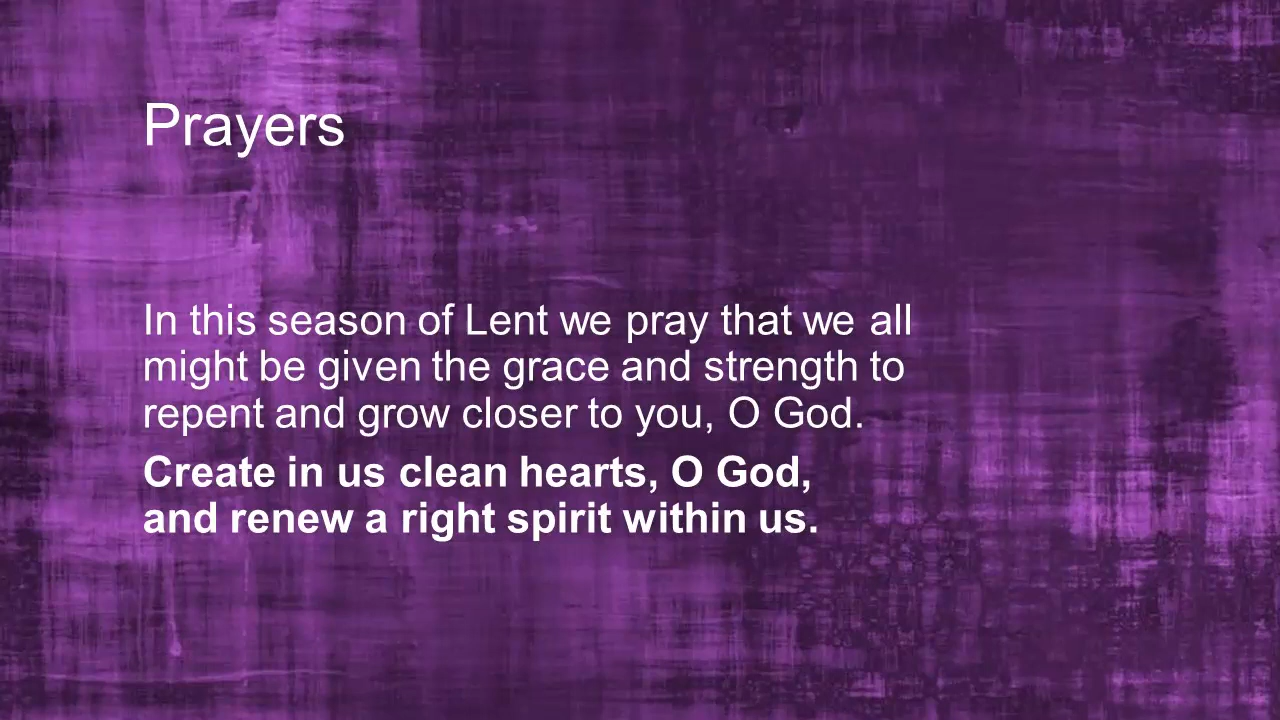 Prayers
In this season of Lent we pray that we all
might be given the grace and strength to
repent and grow closer to you, O God.
Create in us clean hearts, O God,
and renew a right spirit within us.